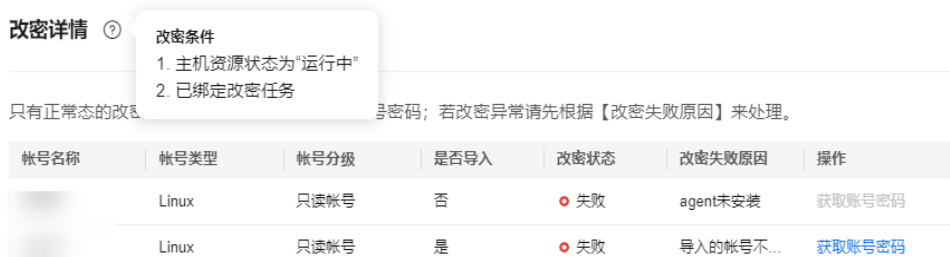 改密详情
改密条件
1. 主机资源状态为“运行中”
2. 已绑定改密任务
只有正常态的改密 号密码；若改密异常请先根据【改密失败原因】来处理。
帐号名称 帐号类型 帐号分级 是否导入 改密状态 改密失败原因 操作
Linux 只读帐号 否 失败 agent未安装 获取账号密码
Linux 只读帐号 是 失败 导入的帐号不... 获取账号密码